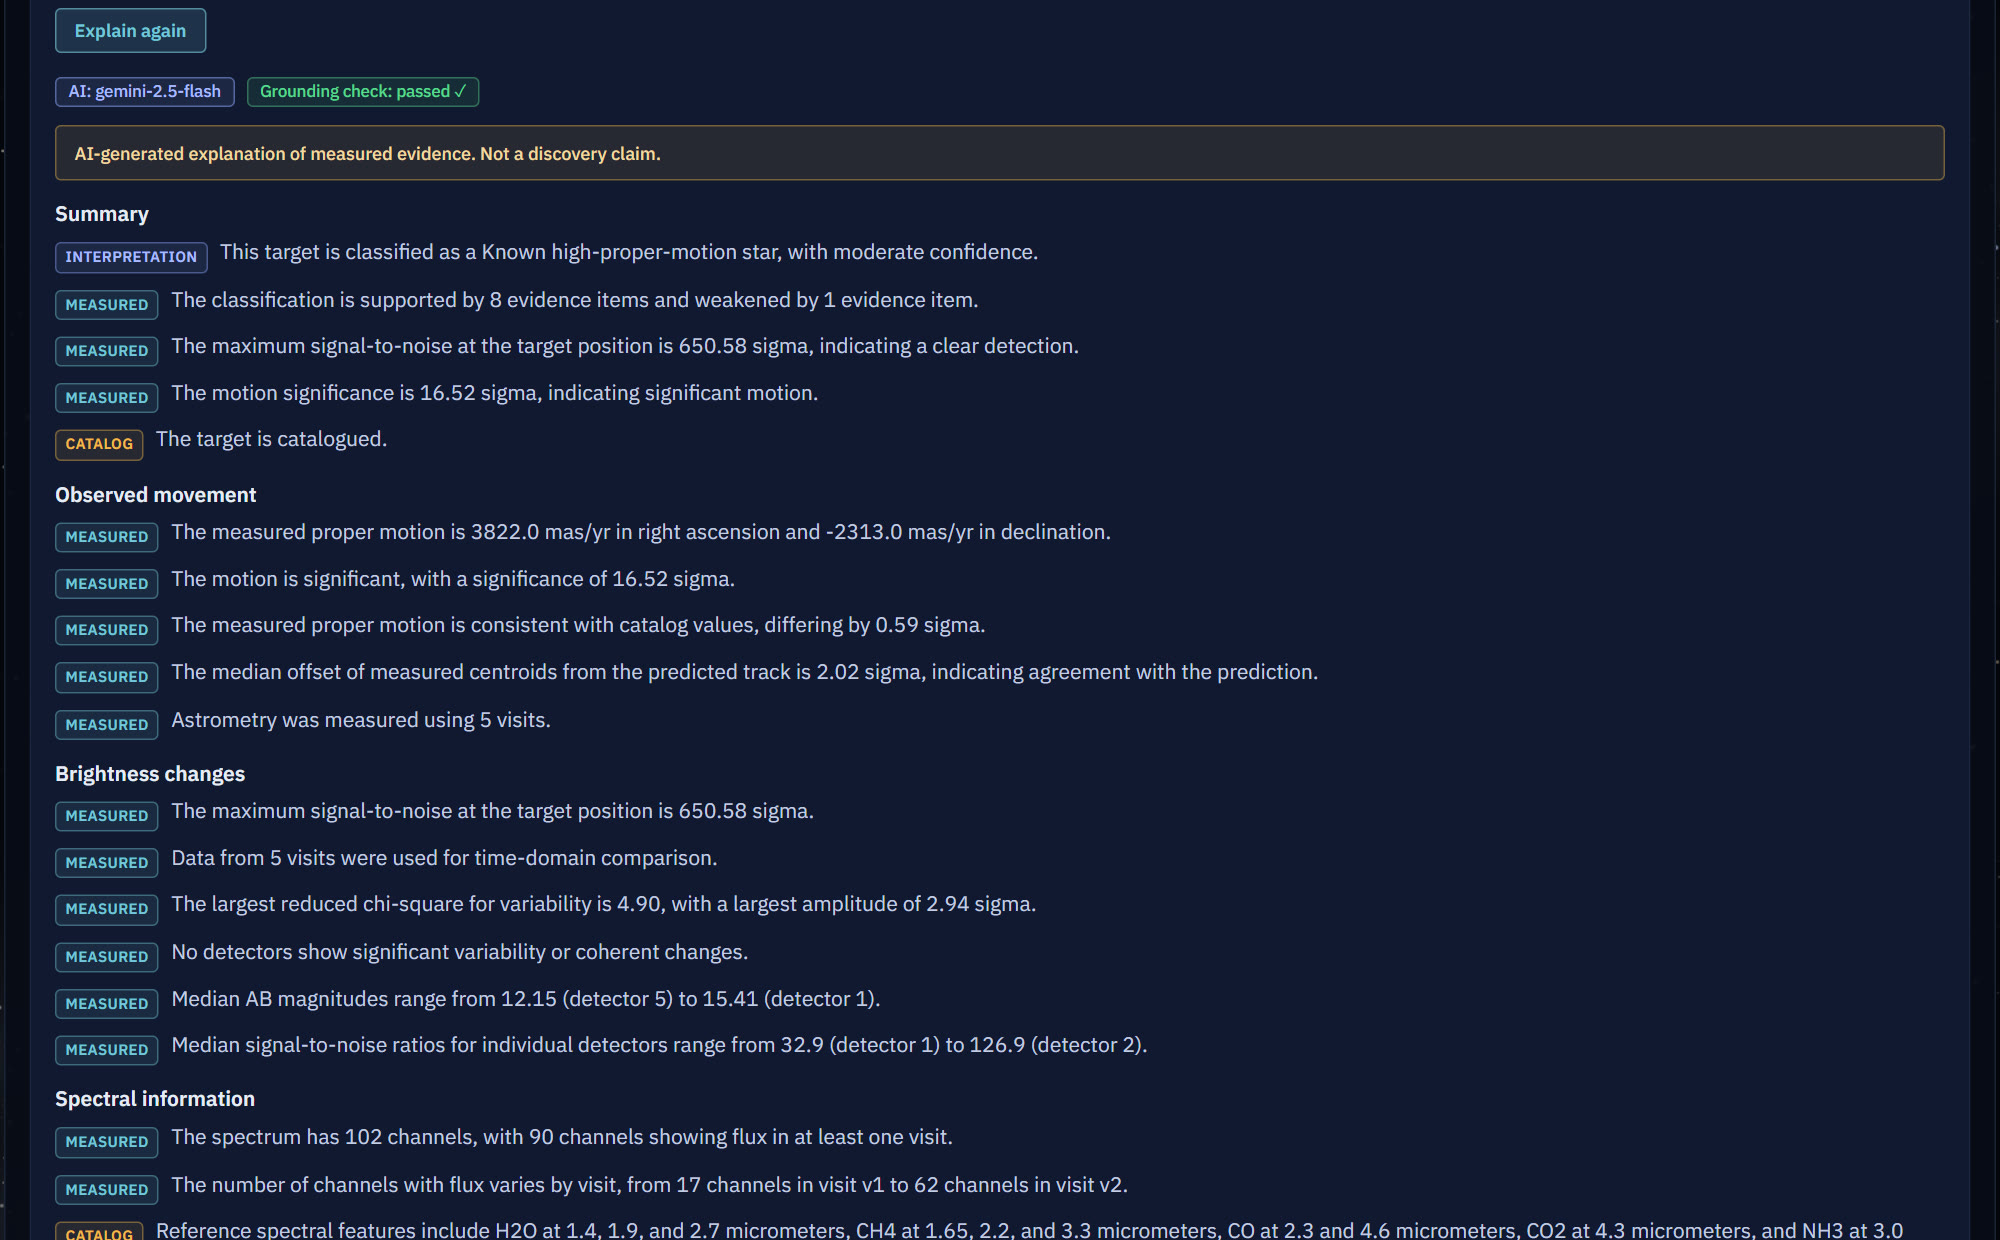 Explain again
AI: gemini-2.5-flash Grounding check: passed ✓
AI-generated explanation of measured evidence. Not a discovery claim.
Summary
INTERPRETATION This target is classified as a Known high-proper-motion star, with moderate confidence.
MEASURED The classification is supported by 8 evidence items and weakened by 1 evidence item.
MEASURED The maximum signal-to-noise at the target position is 650.58 sigma, indicating a clear detection.
MEASURED The motion significance is 16.52 sigma, indicating significant motion.
CATALOG The target is catalogued.
Observed movement
MEASURED The measured proper motion is 3822.0 mas/yr in right ascension and -2313.0 mas/yr in declination.
MEASURED The motion is significant, with a significance of 16.52 sigma.
MEASURED The measured proper motion is consistent with catalog values, differing by 0.59 sigma.
MEASURED The median offset of measured centroids from the predicted track is 2.02 sigma, indicating agreement with the prediction.
MEASURED Astrometry was measured using 5 visits.
Brightness changes
MEASURED The maximum signal-to-noise at the target position is 650.58 sigma.
MEASURED Data from 5 visits were used for time-domain comparison.
MEASURED The largest reduced chi-square for variability is 4.90, with a largest amplitude of 2.94 sigma.
MEASURED No detectors show significant variability or coherent changes.
MEASURED Median AB magnitudes range from 12.15 (detector 5) to 15.41 (detector 1).
MEASURED Median signal-to-noise ratios for individual detectors range from 32.9 (detector 1) to 126.9 (detector 2).
Spectral information
MEASURED The spectrum has 102 channels, with 90 channels showing flux in at least one visit.
MEASURED The number of channels with flux varies by visit, from 17 channels in visit v1 to 62 channels in visit v2.
CATALOG Reference spectral features include H2O at 1.4, 1.9, and 2.7 micrometers, CH4 at 1.65, 2.2, and 3.3 micrometers, CO at 2.3 and 4.6 micrometers, CO2 at 4.3 micrometers, and NH3 at 3.0